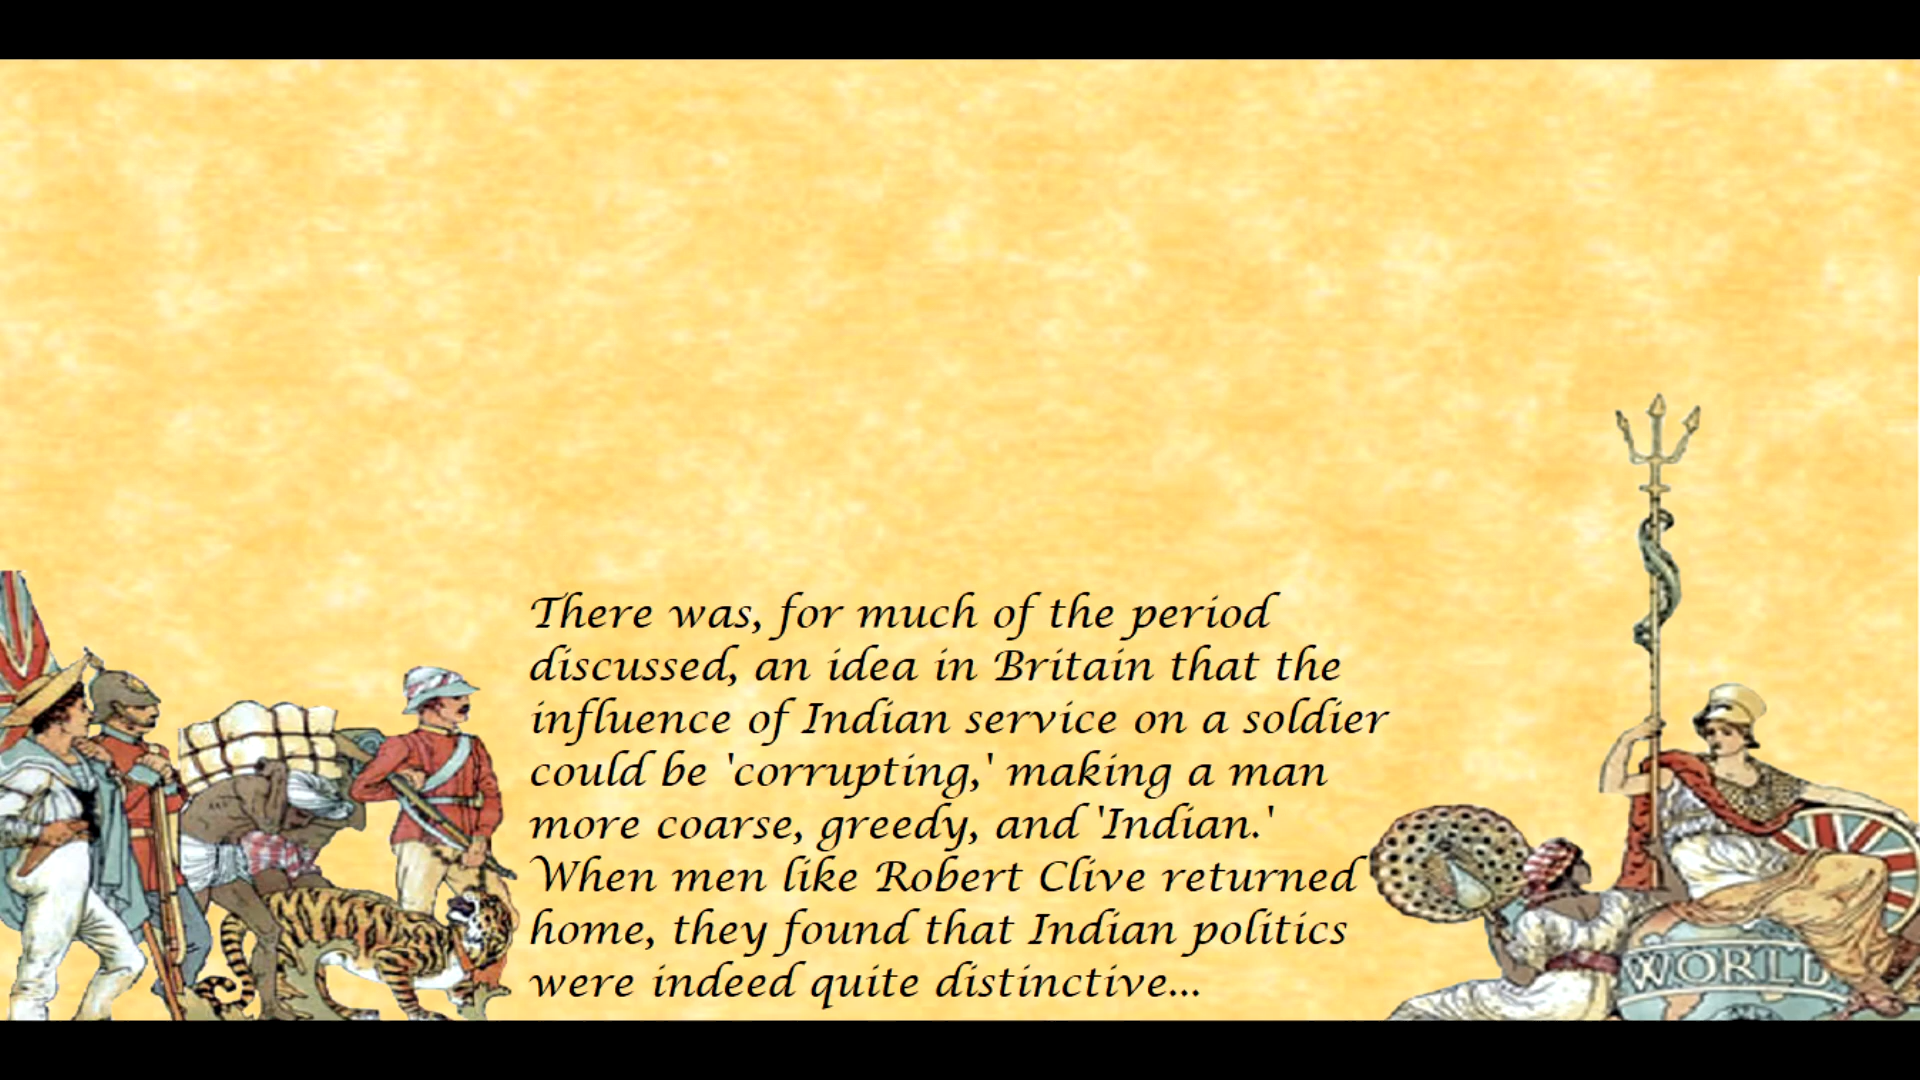 There was, for much of the period
discussed, an idea in Britain that the
influence of Indian service on a soldier
could be 'corrupting,' making a man
more coarse, greedy, and 'Indian.'
When men like Robert Clive returned
home, they found that Indian politics
were indeed quite distinctive...
WORLD